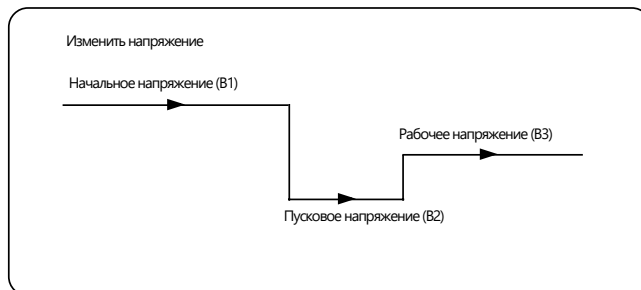 Изменить напряжение
Начальное напряжение (В1)
Рабочее напряжение (В3)
Пусковое напряжение (В2)